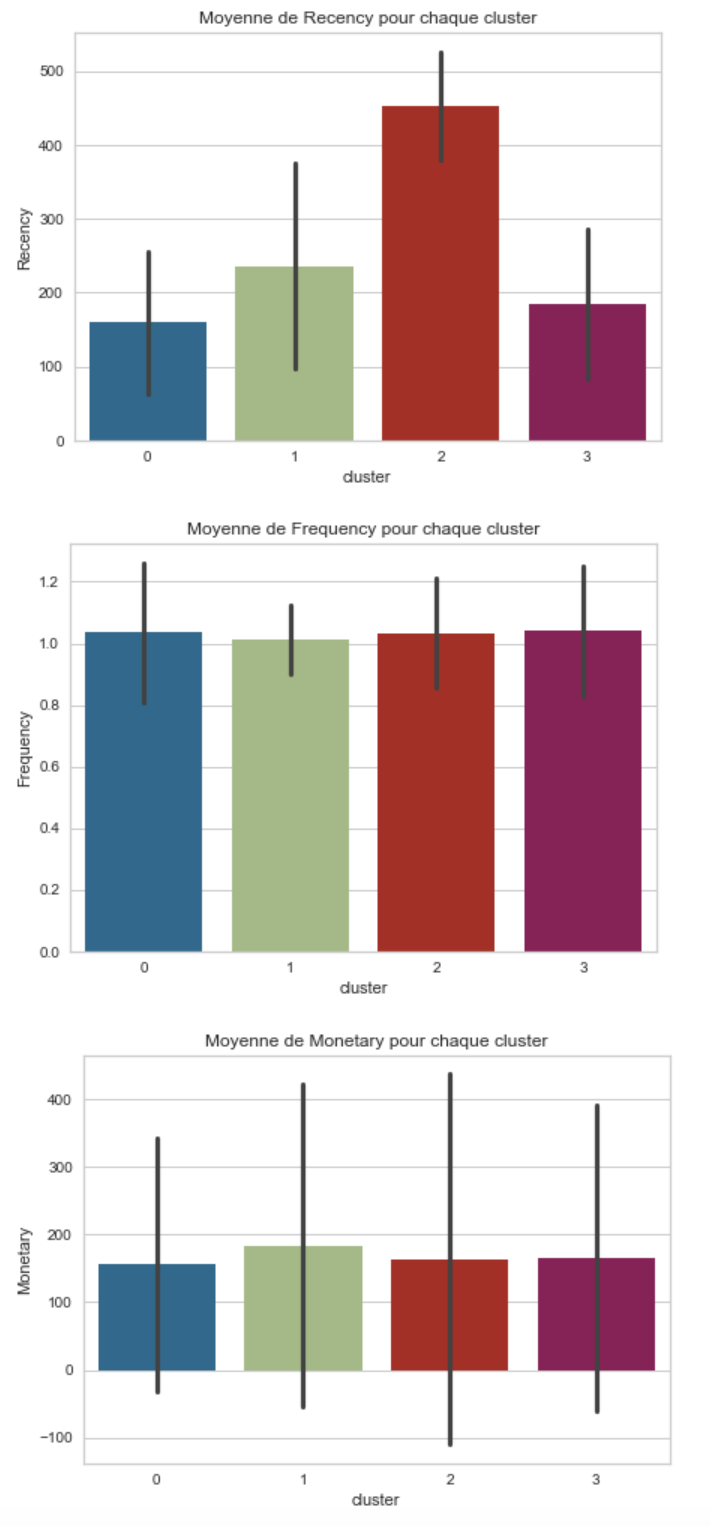 Moyenne de Recency pour chaque cluster
500
400
300
200
100
0
Recency
0 1 2 3
cluster
Moyenne de Frequency pour chaque cluster
1.2
1.0
0.8
0.6
0.4
0.2
0.0
Frequency
0 1 2 3
cluster
Moyenne de Monetary pour chaque cluster
400
300
200
100
0
−100
Monetary
0 1 2 3
cluster